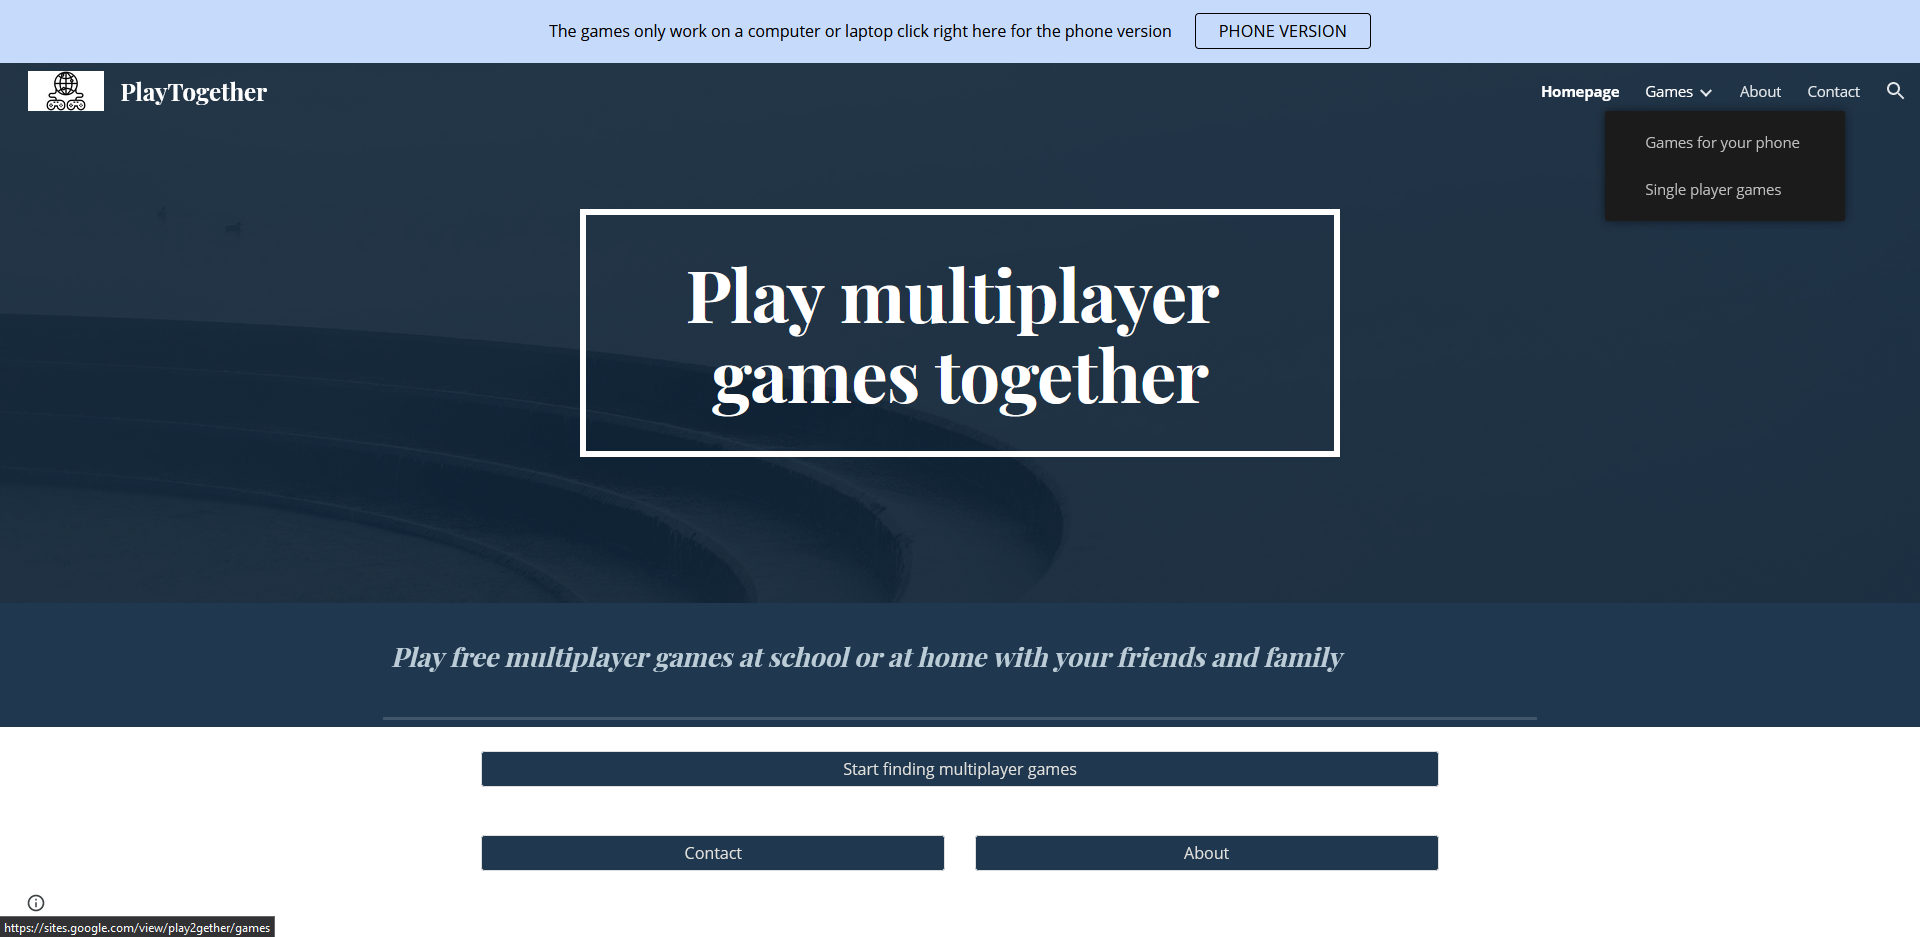 The games only work on a computer or laptop click right here for the phone version
PHONE VERSION
PlayTogether
Homepage
Games
About
Contact
Games for your phone
Single player games
Play multiplayer
games together
Play free multiplayer games at school or at home with your friends and family
Start finding multiplayer games
Contact
About
https://sites.google.com/view/play2gether/games